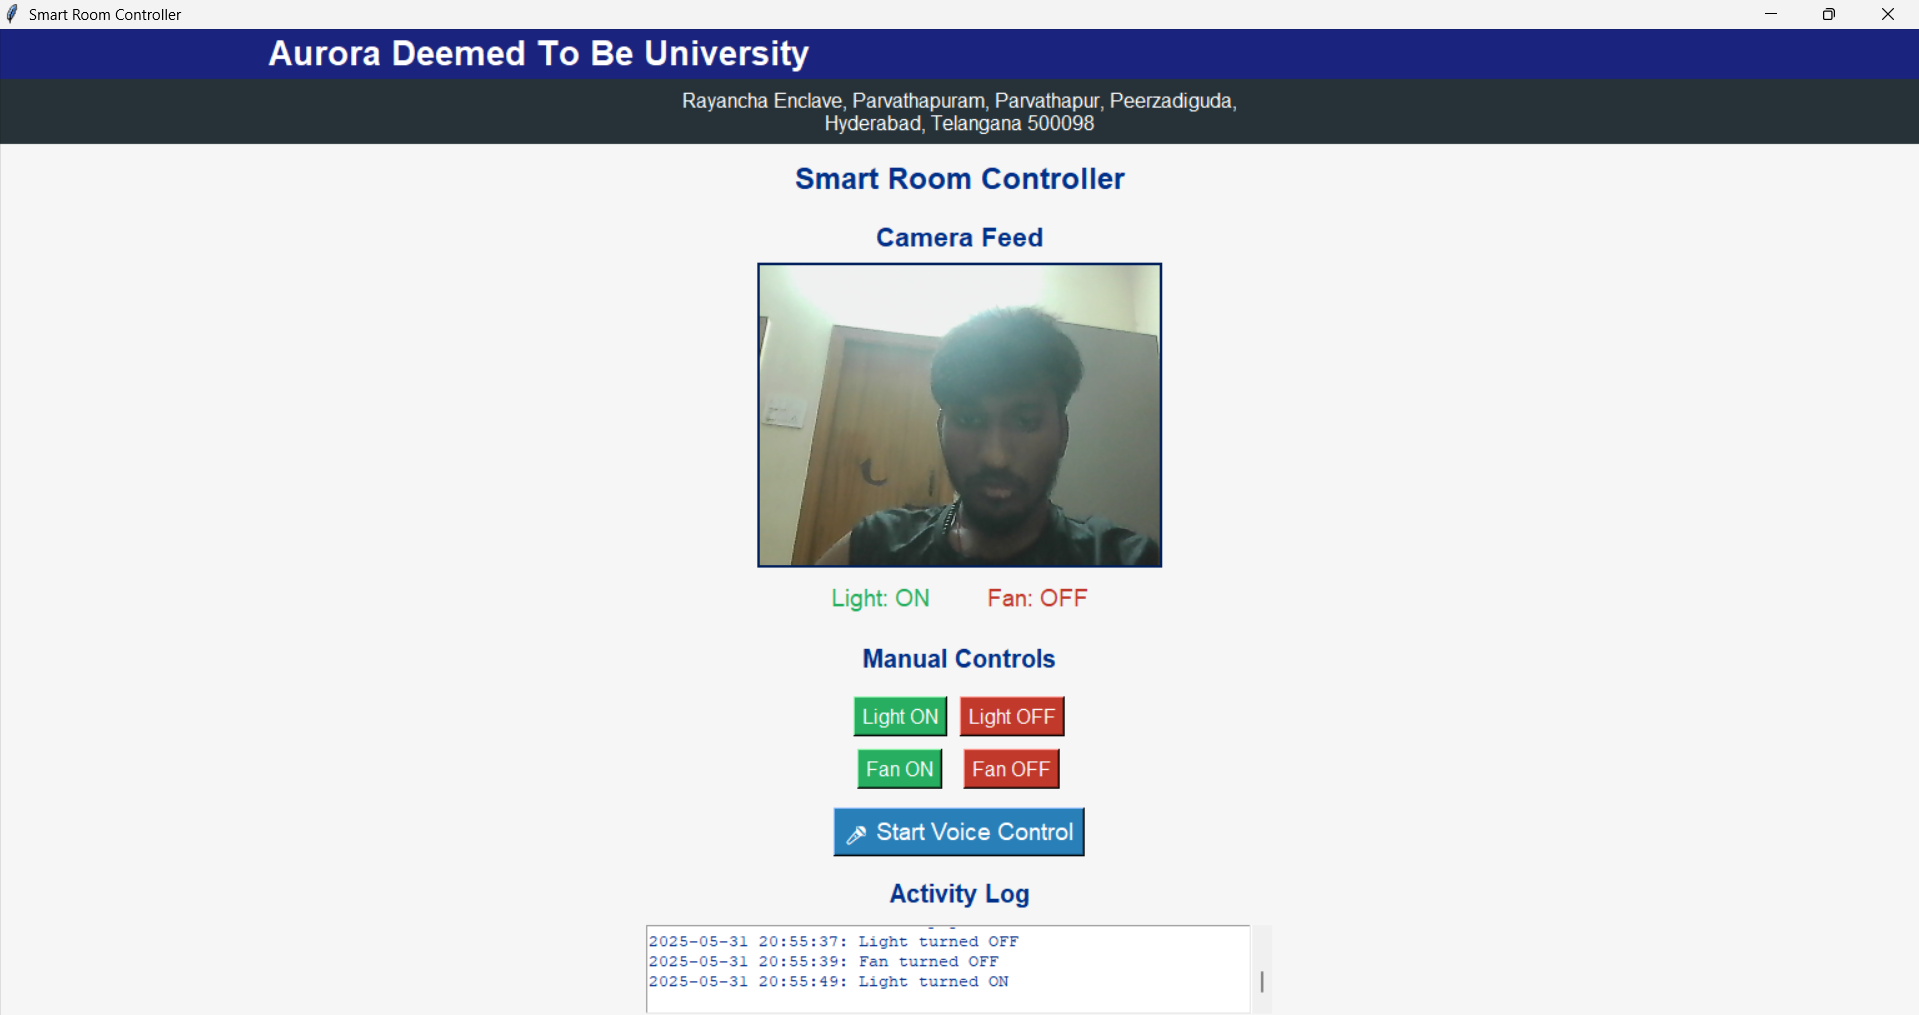 Smart Room Controller
Aurora Deemed To Be University
Rayancha Enclave, Parvathapuram, Parvathapur, Peerzadiguda,
Hyderabad, Telangana 500098
Smart Room Controller
Camera Feed
Light: ON Fan: OFF
Manual Controls
Light ON Light OFF
Fan ON Fan OFF
Start Voice Control
Activity Log
2025-05-31 20:55:37: Light turned OFF
2025-05-31 20:55:39: Fan turned OFF
2025-05-31 20:55:49: Light turned ON